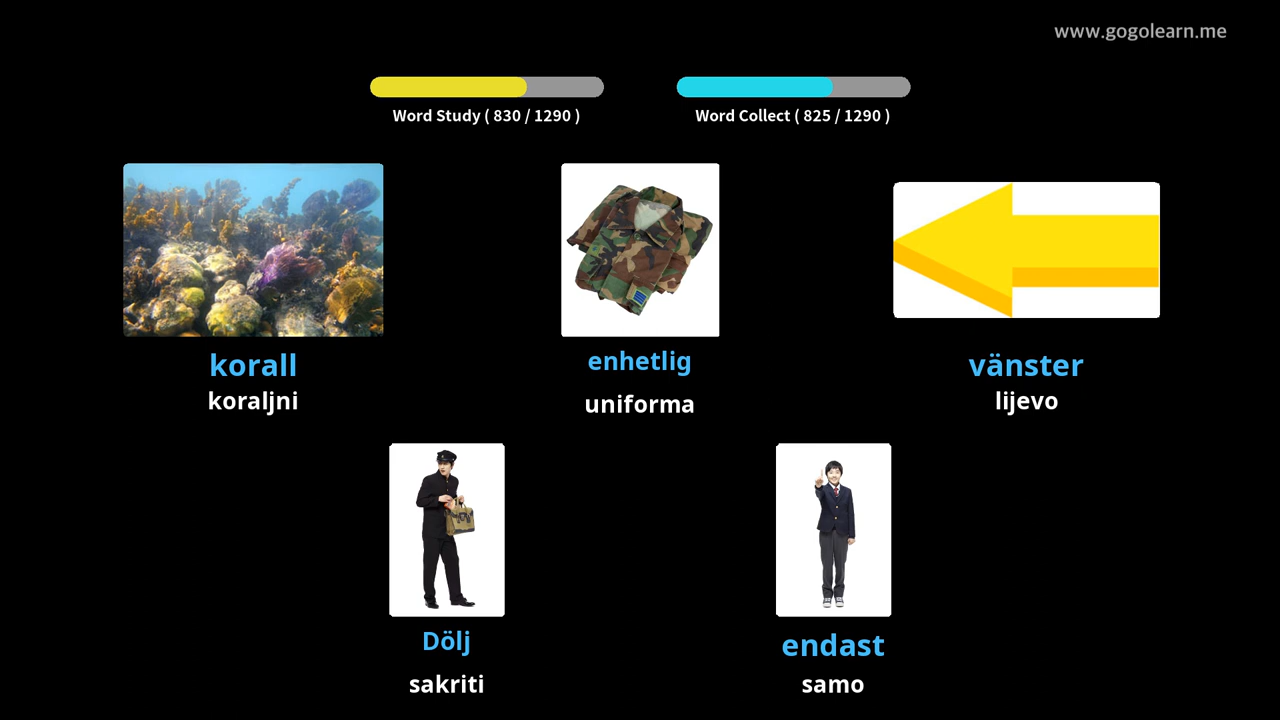 www.gogolearn.me
Word Study ( 830 / 1290 )
Word Collect ( 825 / 1290 )
korall
koraljni
enhetlig
uniforma
vänster
lijevo
Dölj
sakriti
endast
samo